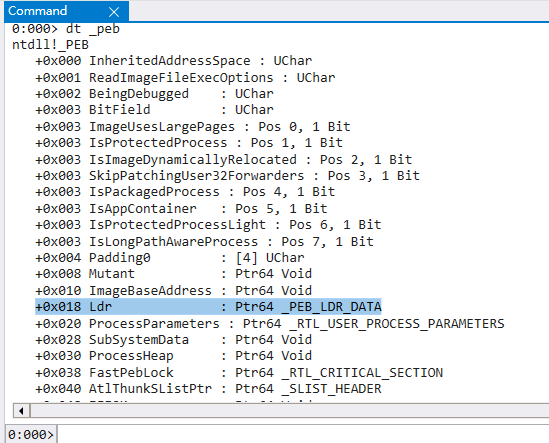 Command ×
0:000> dt _peb
ntdll!_PEB
+0x000 InheritedAddressSpace : UChar
+0x001 ReadImageFileExecOptions : UChar
+0x002 BeingDebugged    : UChar
+0x003 BitField         : UChar
+0x003 ImageUsesLargePages : Pos 0, 1 Bit
+0x003 IsProtectedProcess : Pos 1, 1 Bit
+0x003 IsImageDynamicallyRelocated : Pos 2, 1 Bit
+0x003 SkipPatchingUser32Forwarders : Pos 3, 1 Bit
+0x003 IsPackagedProcess : Pos 4, 1 Bit
+0x003 IsAppContainer   : Pos 5, 1 Bit
+0x003 IsProtectedProcessLight : Pos 6, 1 Bit
+0x003 IsLongPathAwareProcess : Pos 7, 1 Bit
+0x004 Padding0         : [4] UChar
+0x008 Mutant           : Ptr64 Void
+0x010 ImageBaseAddress : Ptr64 Void
+0x018 Ldr              : Ptr64 _PEB_LDR_DATA
+0x020 ProcessParameters : Ptr64 _RTL_USER_PROCESS_PARAMETERS
+0x028 SubSystemData    : Ptr64 Void
+0x030 ProcessHeap      : Ptr64 Void
+0x038 FastPebLock      : Ptr64 _RTL_CRITICAL_SECTION
+0x040 AtlThunkSListPtr : Ptr64 _SLIST_HEADER
0:000>